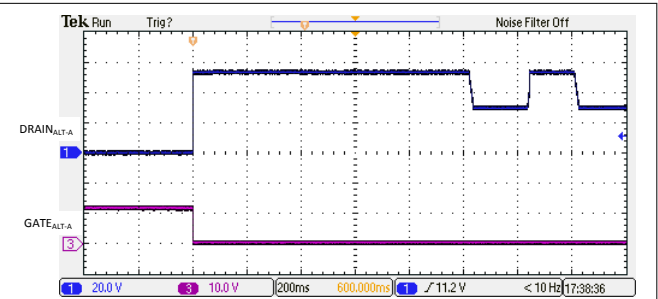 Tek Run Trig? Noise Filter Off
T
DRAINALT-A
1
GATEALT-A
3
1 20.0 V 3 10.0 V 200ms 600.000ms 1 ∫ 11.2 V < 10 Hz 17:38:36